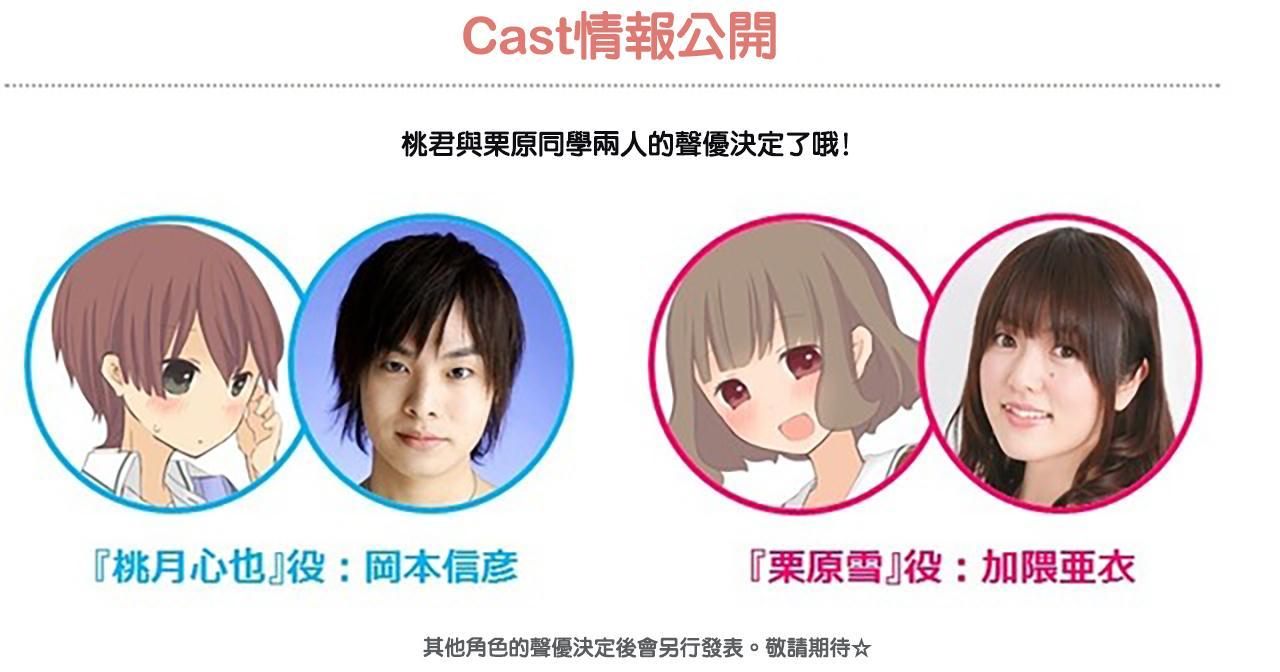 Cast情報公開
桃君與栗原同學兩人的聲優決定了哦!
『桃月心也』役：岡本信彦
『栗原雪』役：加隈亜衣
其他角色的聲優決定後會另行發表。敬請期待☆